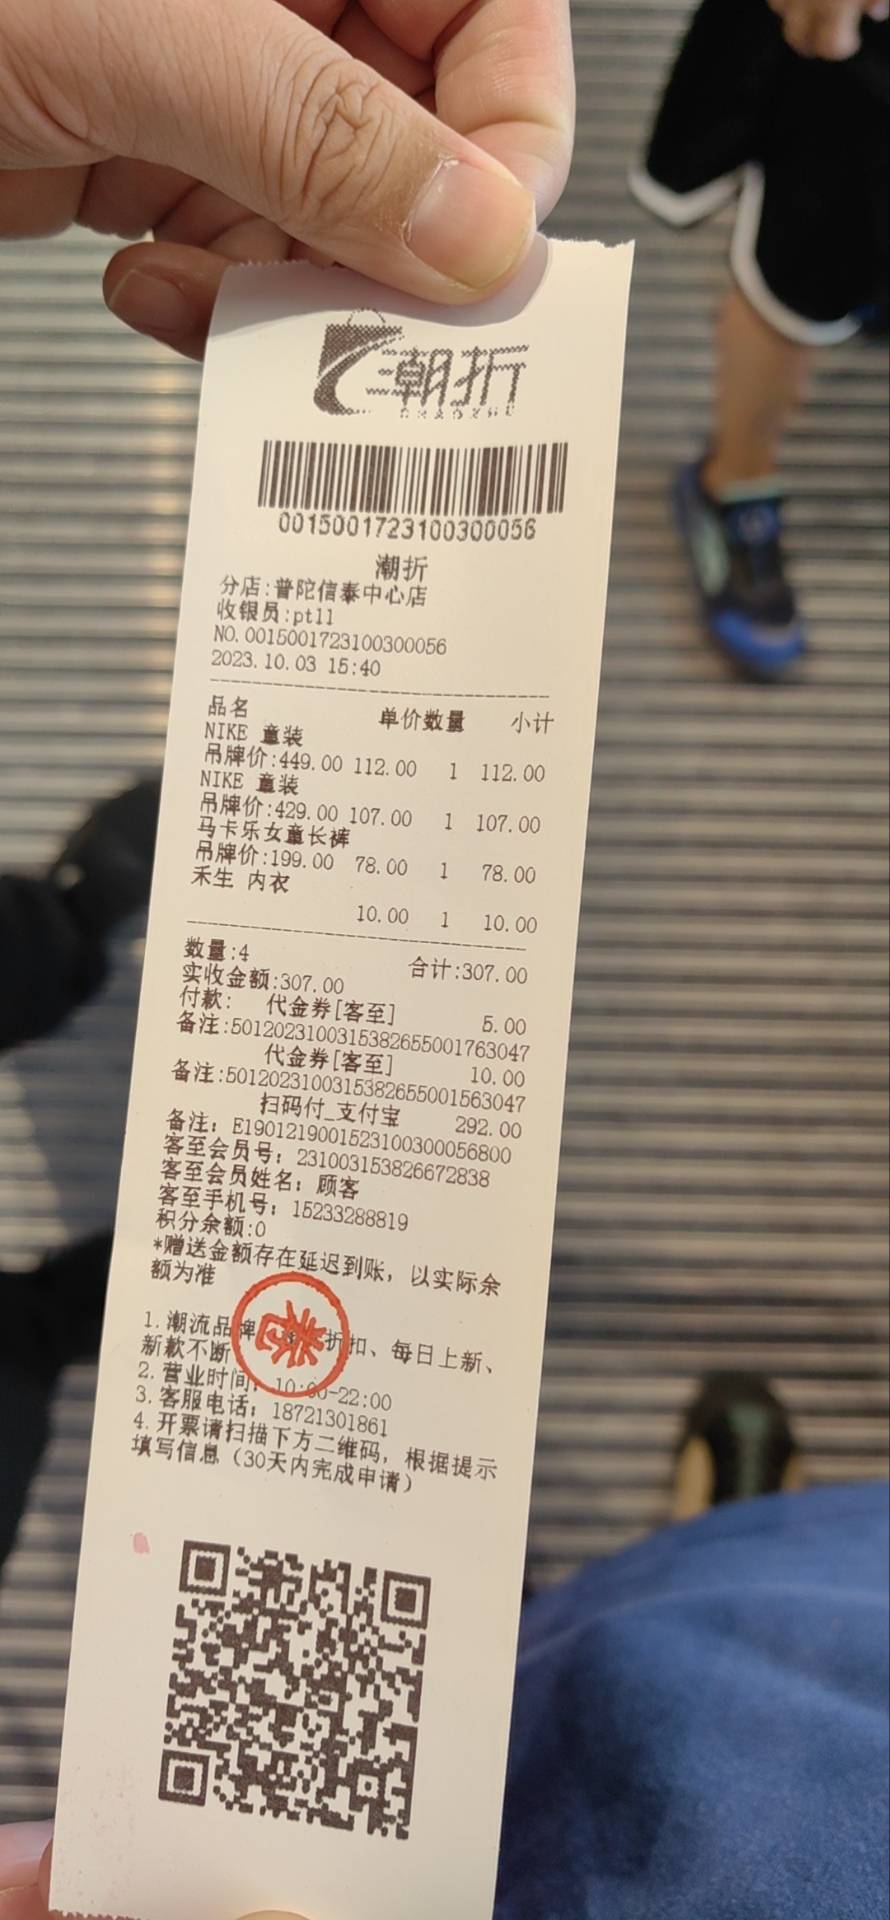 潮折
CHAOZHE
0015001723100300056
潮折
分店:普陀信泰中心店
收银员:pt11
NO.0015001723100300056
2023.10.03 15:40
品名 单价数量 小计
NIKE 童装
吊牌价:449.00 112.00 1 112.00
NIKE 童装
吊牌价:429.00 107.00 1 107.00
马卡乐女童长裤
吊牌价:199.00 78.00 1 78.00
禾生 内衣
10.00 1 10.00
数量:4 合计:307.00
实收金额:307.00
付款: 代金券[客至] 5.00
备注:5012023100315382655001763047
代金券[客至] 10.00
备注:5012023100315382655001563047
扫码付_支付宝 292.00
备注: E1901219001523100300056800
客至会员号: 231003153826672838
客至会员姓名: 顾客
客至手机号: 15233288819
积分余额:0
*赠送金额存在延迟到账, 以实际余
额为准
1.潮流品牌 折扣、每日上新、
新款不断
2.营业时间: 10:00-22:00
3.客服电话: 18721301861
4.开票请扫描下方二维码, 根据提示
填写信息 (30天内完成申请)